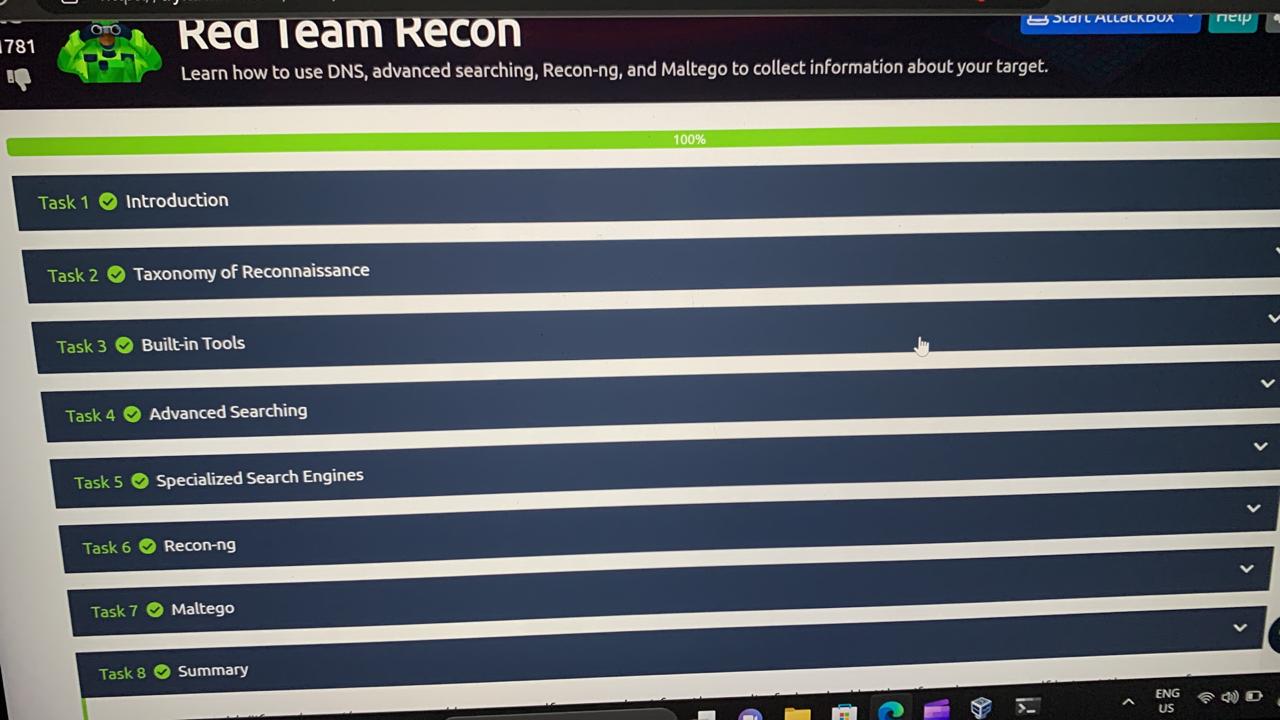 1781
Red Team Recon
Start AttackBox
Help
Learn how to use DNS, advanced searching, Recon-ng, and Maltego to collect information about your target.
100%
Task 1 Introduction
Task 2 Taxonomy of Reconnaissance
Task 3 Built-in Tools
Task 4 Advanced Searching
Task 5 Specialized Search Engines
Task 6 Recon-ng
Task 7 Maltego
Task 8 Summary
ENG
US